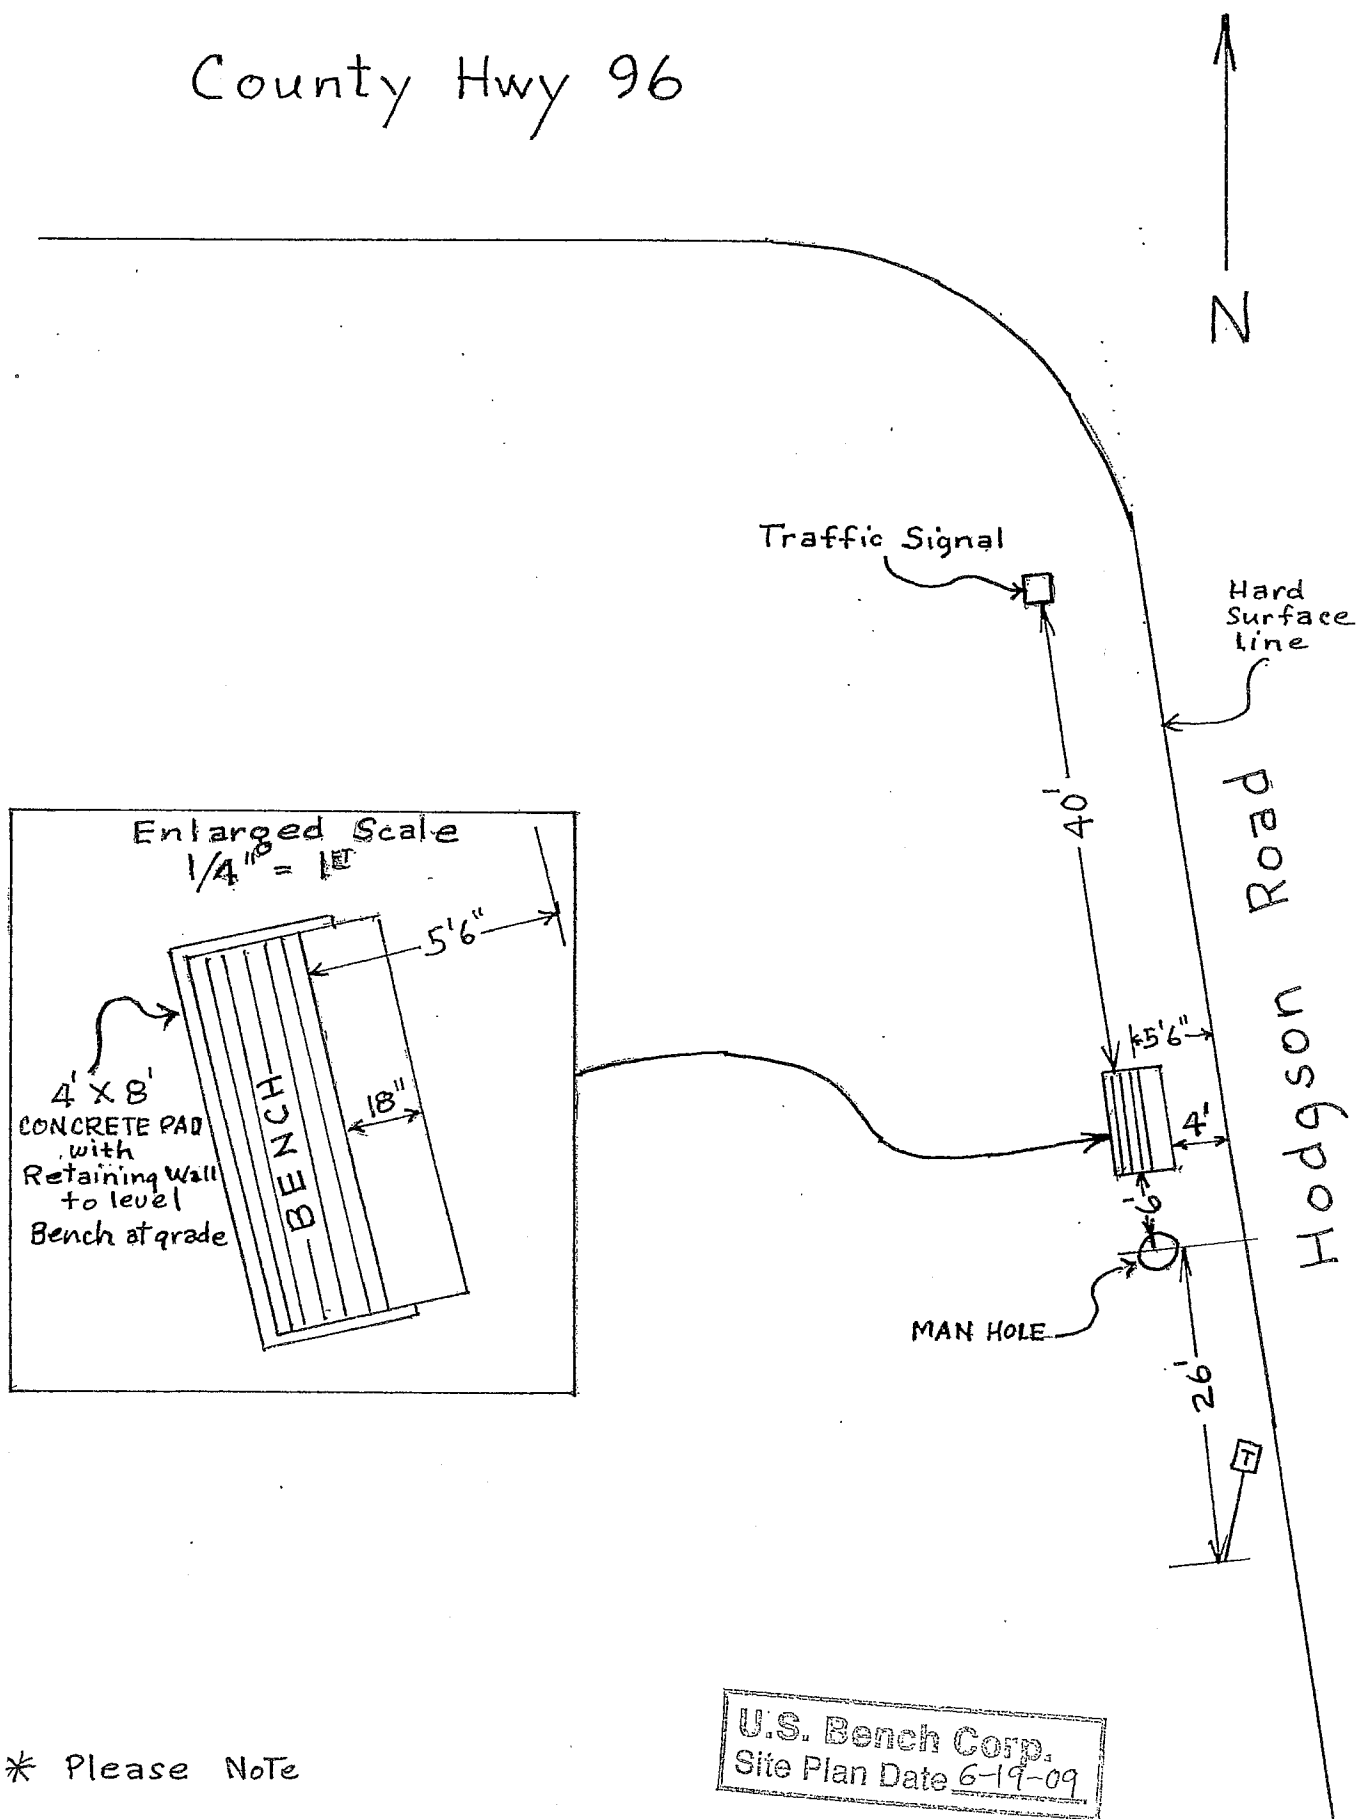 County Hwy 96
N
Traffic Signal
Hard
Surface
Line
40'
Hodgson Road
Enlarged Scale
1/4" = 1FT
5'6"
18"
BENCH
4' X 8'
CONCRETE PAD
with
Retaining Wall
to level
Bench at grade
5'6"
4'
6'
MAN HOLE
26'
T
U.S. Bench Corp.
Site Plan Date 6-19-09
* Please NoTe